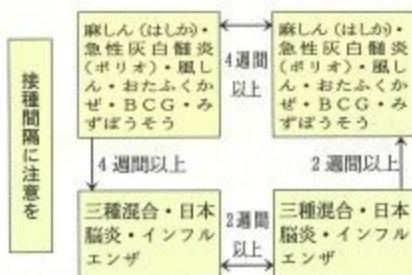 接種間隔に注意を
麻しん(はしか)・
急性灰白髄炎
(ポリオ)・風し
ん・おたふくか
ぜ・BCG・み
ずぼうそう
4週間
以上
麻しん(はしか)・
急性灰白髄炎
(ポリオ)・風し
ん・おたふくか
ぜ・BCG・み
ずぼうそう
4週間以上
2週間以上
三種混合・日本
脳炎・インフル
エンザ
2週間
以上
三種混合・日本
脳炎・インフル
エンザ